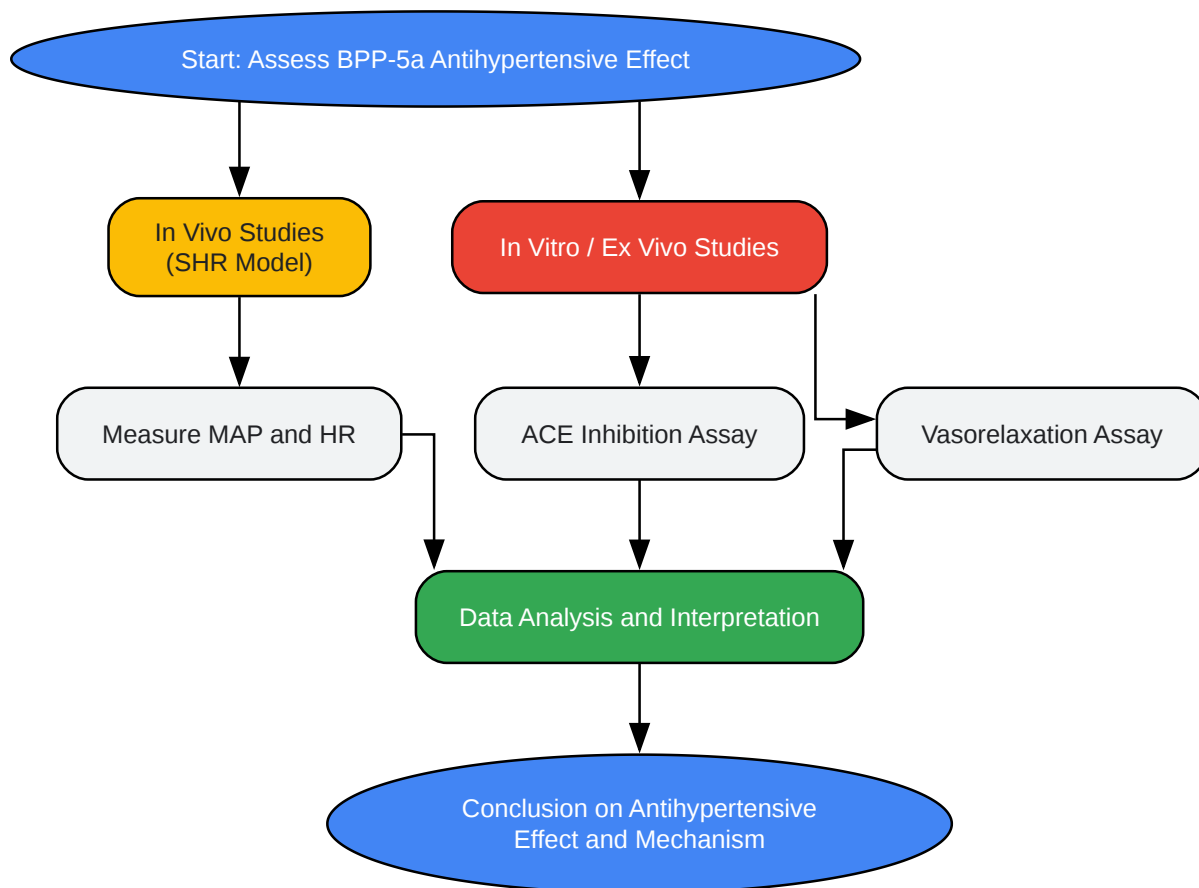 Start: Assess BPP-5a Antihypertensive Effect
In Vivo Studies
(SHR Model)
In Vitro / Ex Vivo Studies
Measure MAP and HR
ACE Inhibition Assay
Vasorelaxation Assay
Data Analysis and Interpretation
Conclusion on Antihypertensive
Effect and Mechanism